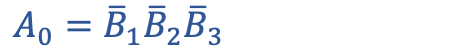 A₀ = B̄₁B̄₂B̄₃